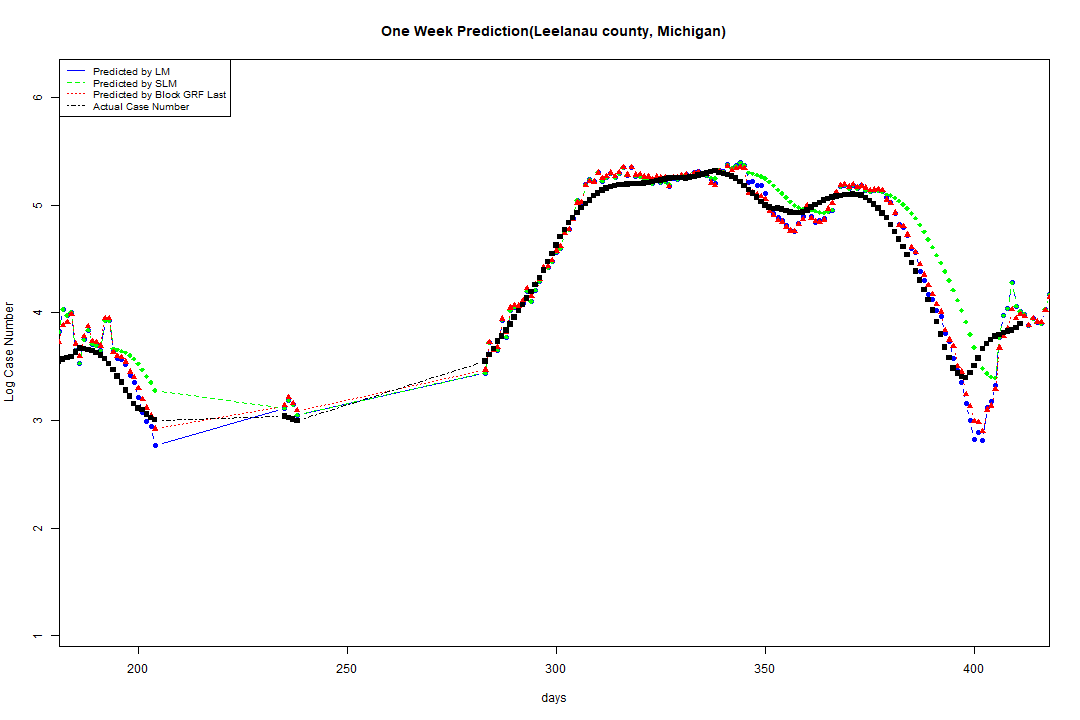 One Week Prediction(Leelanau county, Michigan)
Predicted by LM
Predicted by SLM
Predicted by Block GRF Last
Actual Case Number
6
5
4
3
2
1
Log Case Number
200
250
300
350
400
days